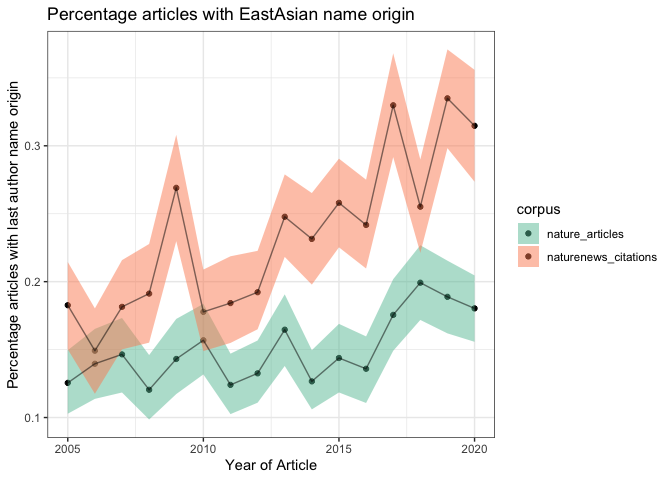 Percentage articles with EastAsian name origin
Percentage articles with last author name origin
0.3
0.2
0.1
2005
2010
2015
2020
Year of Article
corpus
nature_articles
naturenews_citations